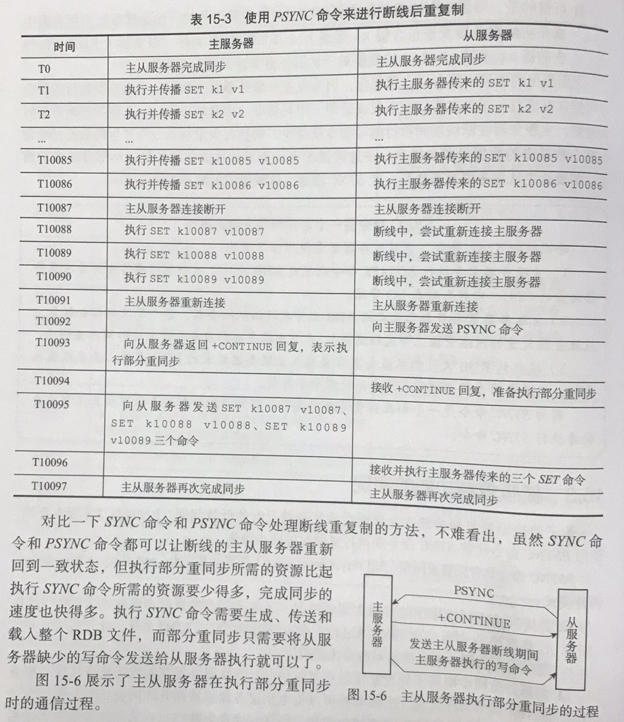 表 15-3 使用 PSYNC 命令来进行断线后重复制
时间 主服务器 从服务器
T0 主从服务器完成同步 主从服务器完成同步
T1 执行并传播 SET k1 v1 执行主服务器传来的 SET k1 v1
T2 执行并传播 SET k2 v2 执行主服务器传来的 SET k2 v2
... ... ...
T10085 执行并传播 SET k10085 v10085 执行主服务器传来的 SET k10085 v10085
T10086 执行并传播 SET k10086 v10086 执行主服务器传来的 SET k10086 v10086
T10087 主从服务器连接断开 主从服务器连接断开
T10088 执行 SET k10087 v10087 断线中，尝试重新连接主服务器
T10089 执行 SET k10088 v10088 断线中，尝试重新连接主服务器
T10090 执行 SET k10089 v10089 断线中，尝试重新连接主服务器
T10091 主从服务器重新连接 主从服务器重新连接
T10092 向主服务器发送 PSYNC 命令
T10093 向从服务器返回 +CONTINUE 回复，表示执
行部分重同步
T10094 接收 +CONTINUE 回复，准备执行部分重同步
T10095 向从服务器发送 SET k10087 v10087、
SET k10088 v10088、SET k10089
v10089 三个命令
T10096 接收并执行主服务器传来的三个 SET 命令
T10097 主从服务器再次完成同步 主从服务器再次完成同步
对比一下 SYNC 命令和 PSYNC 命令处理断线重复制的方法，不难看出，虽然 SYNC 命
令和 PSYNC 命令都可以让断线的主从服务器重新
回到一致状态，但执行部分重同步所需的资源比起
执行 SYNC 命令所需的资源要少得多，完成同步的
速度也快得多。执行 SYNC 命令需要生成、传送和
载入整个 RDB 文件，而部分重同步只需要将从服
务器缺少的写命令发送给从服务器执行就可以了。
图 15-6 展示了主从服务器在执行部分重同步
时的通信过程。
主服务器
PSYNC
+CONTINUE
发送主从服务器断线期间
主服务器执行的写命令
从服务器
图 15-6 主从服务器执行部分重同步的过程